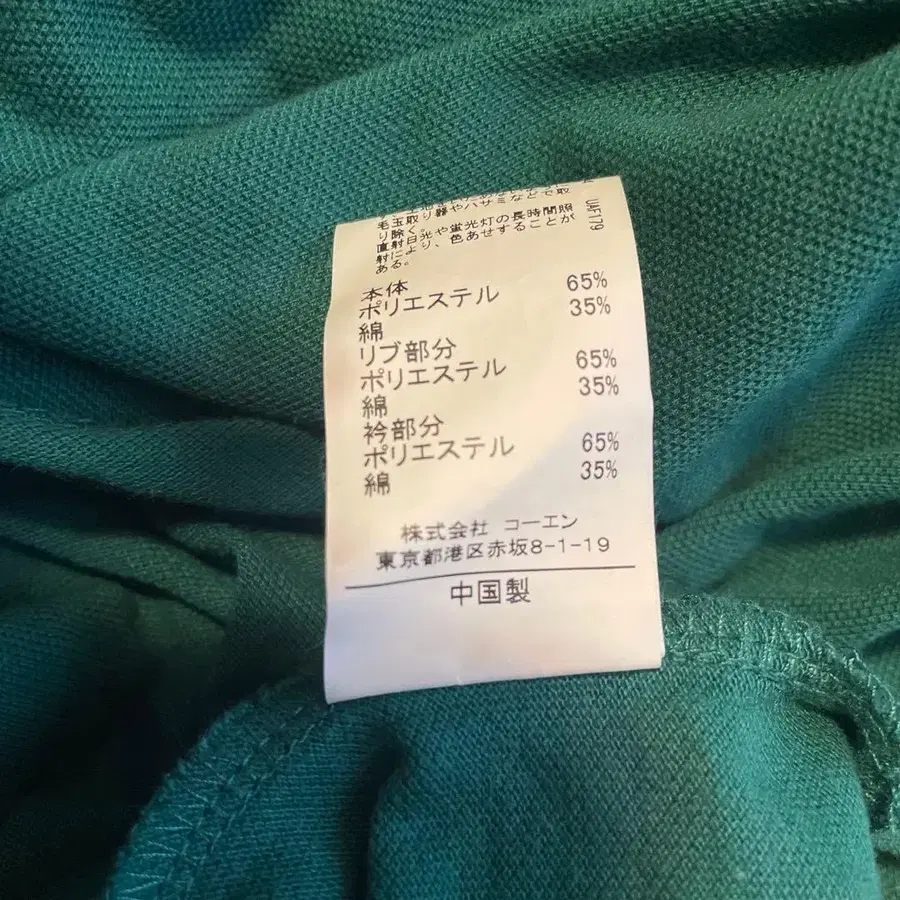 毛玉取り器やハサミなどで取
り除く。
直射日光や蛍光灯の長時間照
射により、色あせすることが
ある。
UAF179
本体
ポリエステル 65%
綿 35%
リブ部分
ポリエステル 65%
綿 35%
衿部分
ポリエステル 65%
綿 35%
株式会社 コーエン
東京都港区赤坂8-1-19
中国製